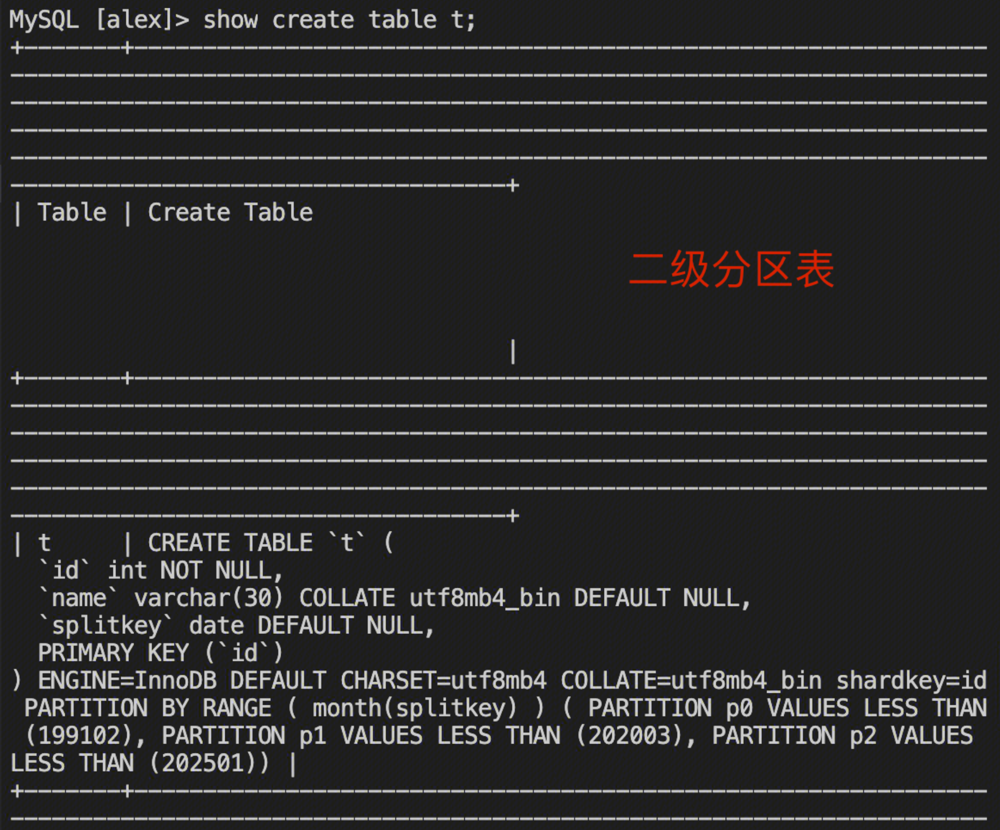 MySQL [alex]> show create table t;
| Table | Create Table
二级分区表
|
| t     | CREATE TABLE `t` (
  `id` int NOT NULL,
  `name` varchar(30) COLLATE utf8mb4_bin DEFAULT NULL,
  `splitkey` date DEFAULT NULL,
  PRIMARY KEY (`id`)
) ENGINE=InnoDB DEFAULT CHARSET=utf8mb4 COLLATE=utf8mb4_bin shardkey=id
 PARTITION BY RANGE ( month(splitkey) ) ( PARTITION p0 VALUES LESS THAN
 (199102), PARTITION p1 VALUES LESS THAN (202003), PARTITION p2 VALUES
LESS THAN (202501)) |